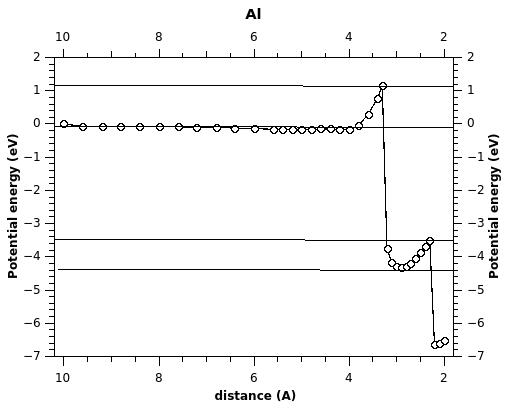 Al
10 8 6 4 2
2 2
1 1
0 0
−1 −1
−2 −2
−3 −3
−4 −4
−5 −5
−6 −6
−7 −7
Potential energy (eV)
Potential energy (eV)
10 8 6 4 2
distance (A)